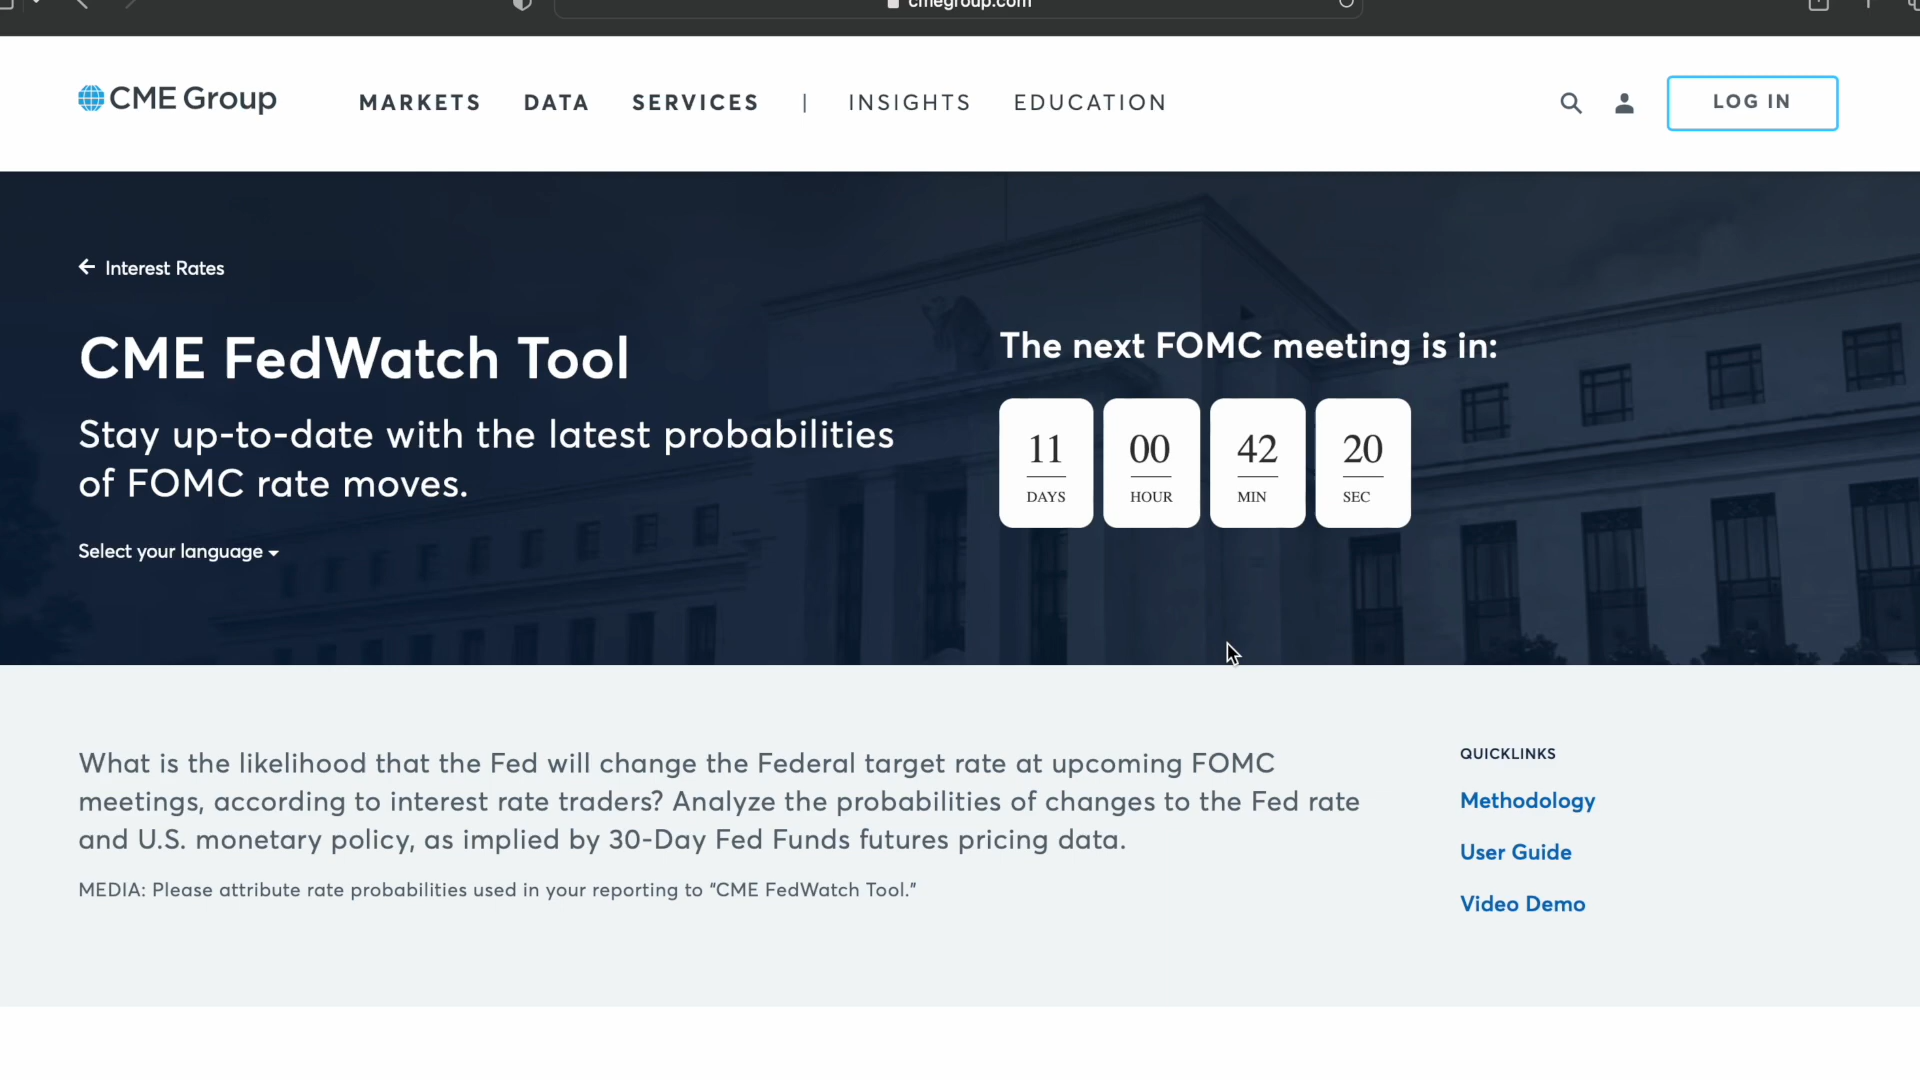 cmegroup.com
CME Group
MARKETS DATA SERVICES | INSIGHTS EDUCATION
LOG IN
Interest Rates
CME FedWatch Tool
Stay up-to-date with the latest probabilities
of FOMC rate moves.
Select your language
The next FOMC meeting is in:
11 00 42 20
DAYS HOUR MIN SEC
What is the likelihood that the Fed will change the Federal target rate at upcoming FOMC
meetings, according to interest rate traders? Analyze the probabilities of changes to the Fed rate
and U.S. monetary policy, as implied by 30-Day Fed Funds futures pricing data.
MEDIA: Please attribute rate probabilities used in your reporting to “CME FedWatch Tool.”
QUICKLINKS
Methodology
User Guide
Video Demo